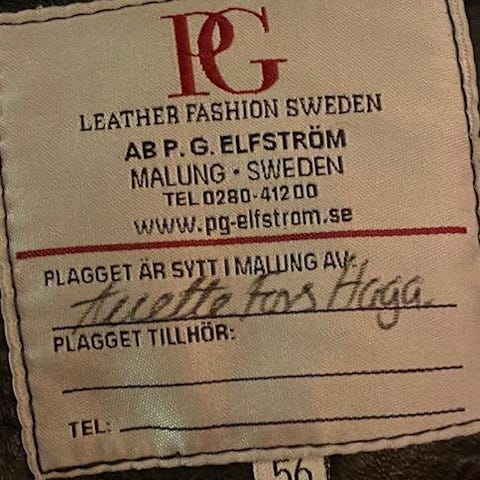 PG
LEATHER FASHION SWEDEN
AB P. G. ELFSTRÖM
MALUNG · SWEDEN
TEL 0280-412 00
www.pg-elfstrom.se
PLAGGET ÄR SYTT I MALUNG AV:
Fors Haga
PLAGGET TILLHÖR:
TEL:
56